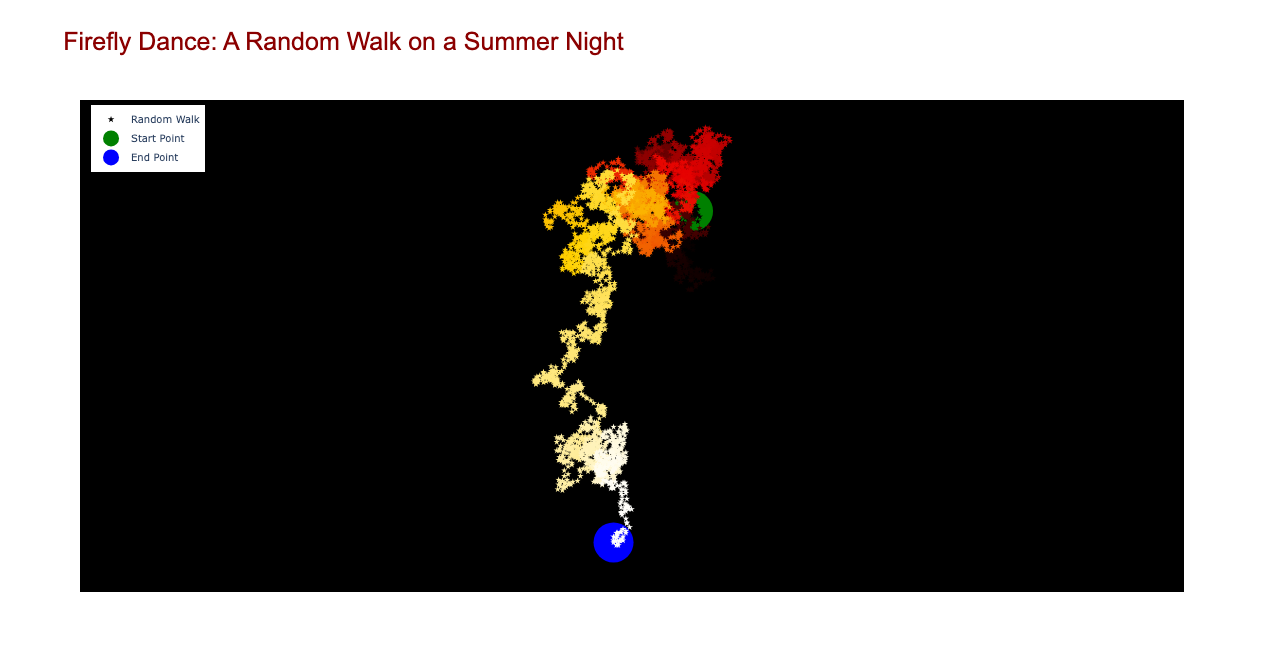 Firefly Dance: A Random Walk on a Summer Night
Random Walk
Start Point
End Point